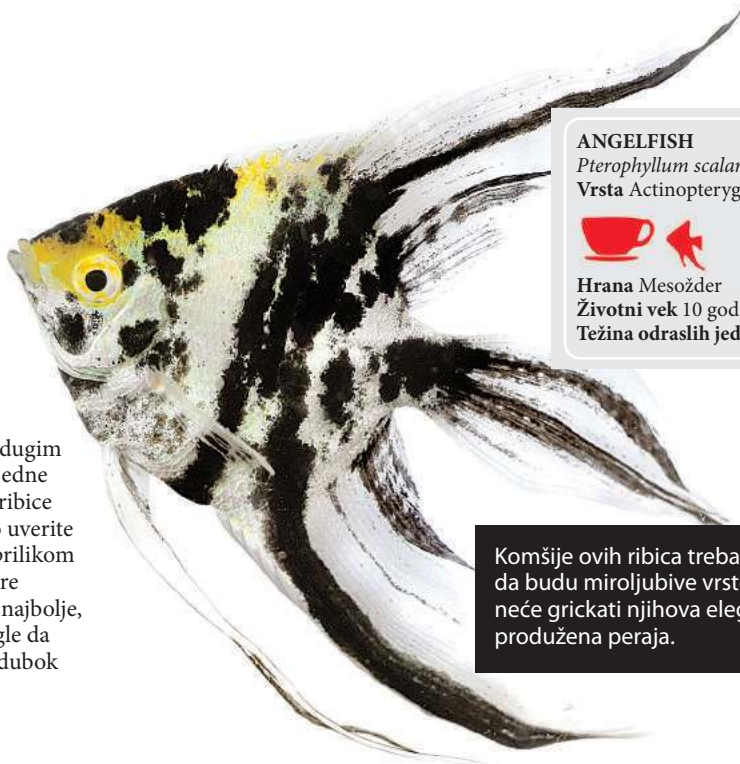 dugim
edne
ribice
uverite
prilikom
re
najbolje,
gle da
dubok
ANGELFISH
Pterophyllum scalar
Vrsta Actinopteryg
Hrana Mesožder
Životni vek 10 god
Težina odraslih jed
Komšije ovih ribica treba
da budu miroljubive vrst
neće grickati njihova eleg
produžena peraja.